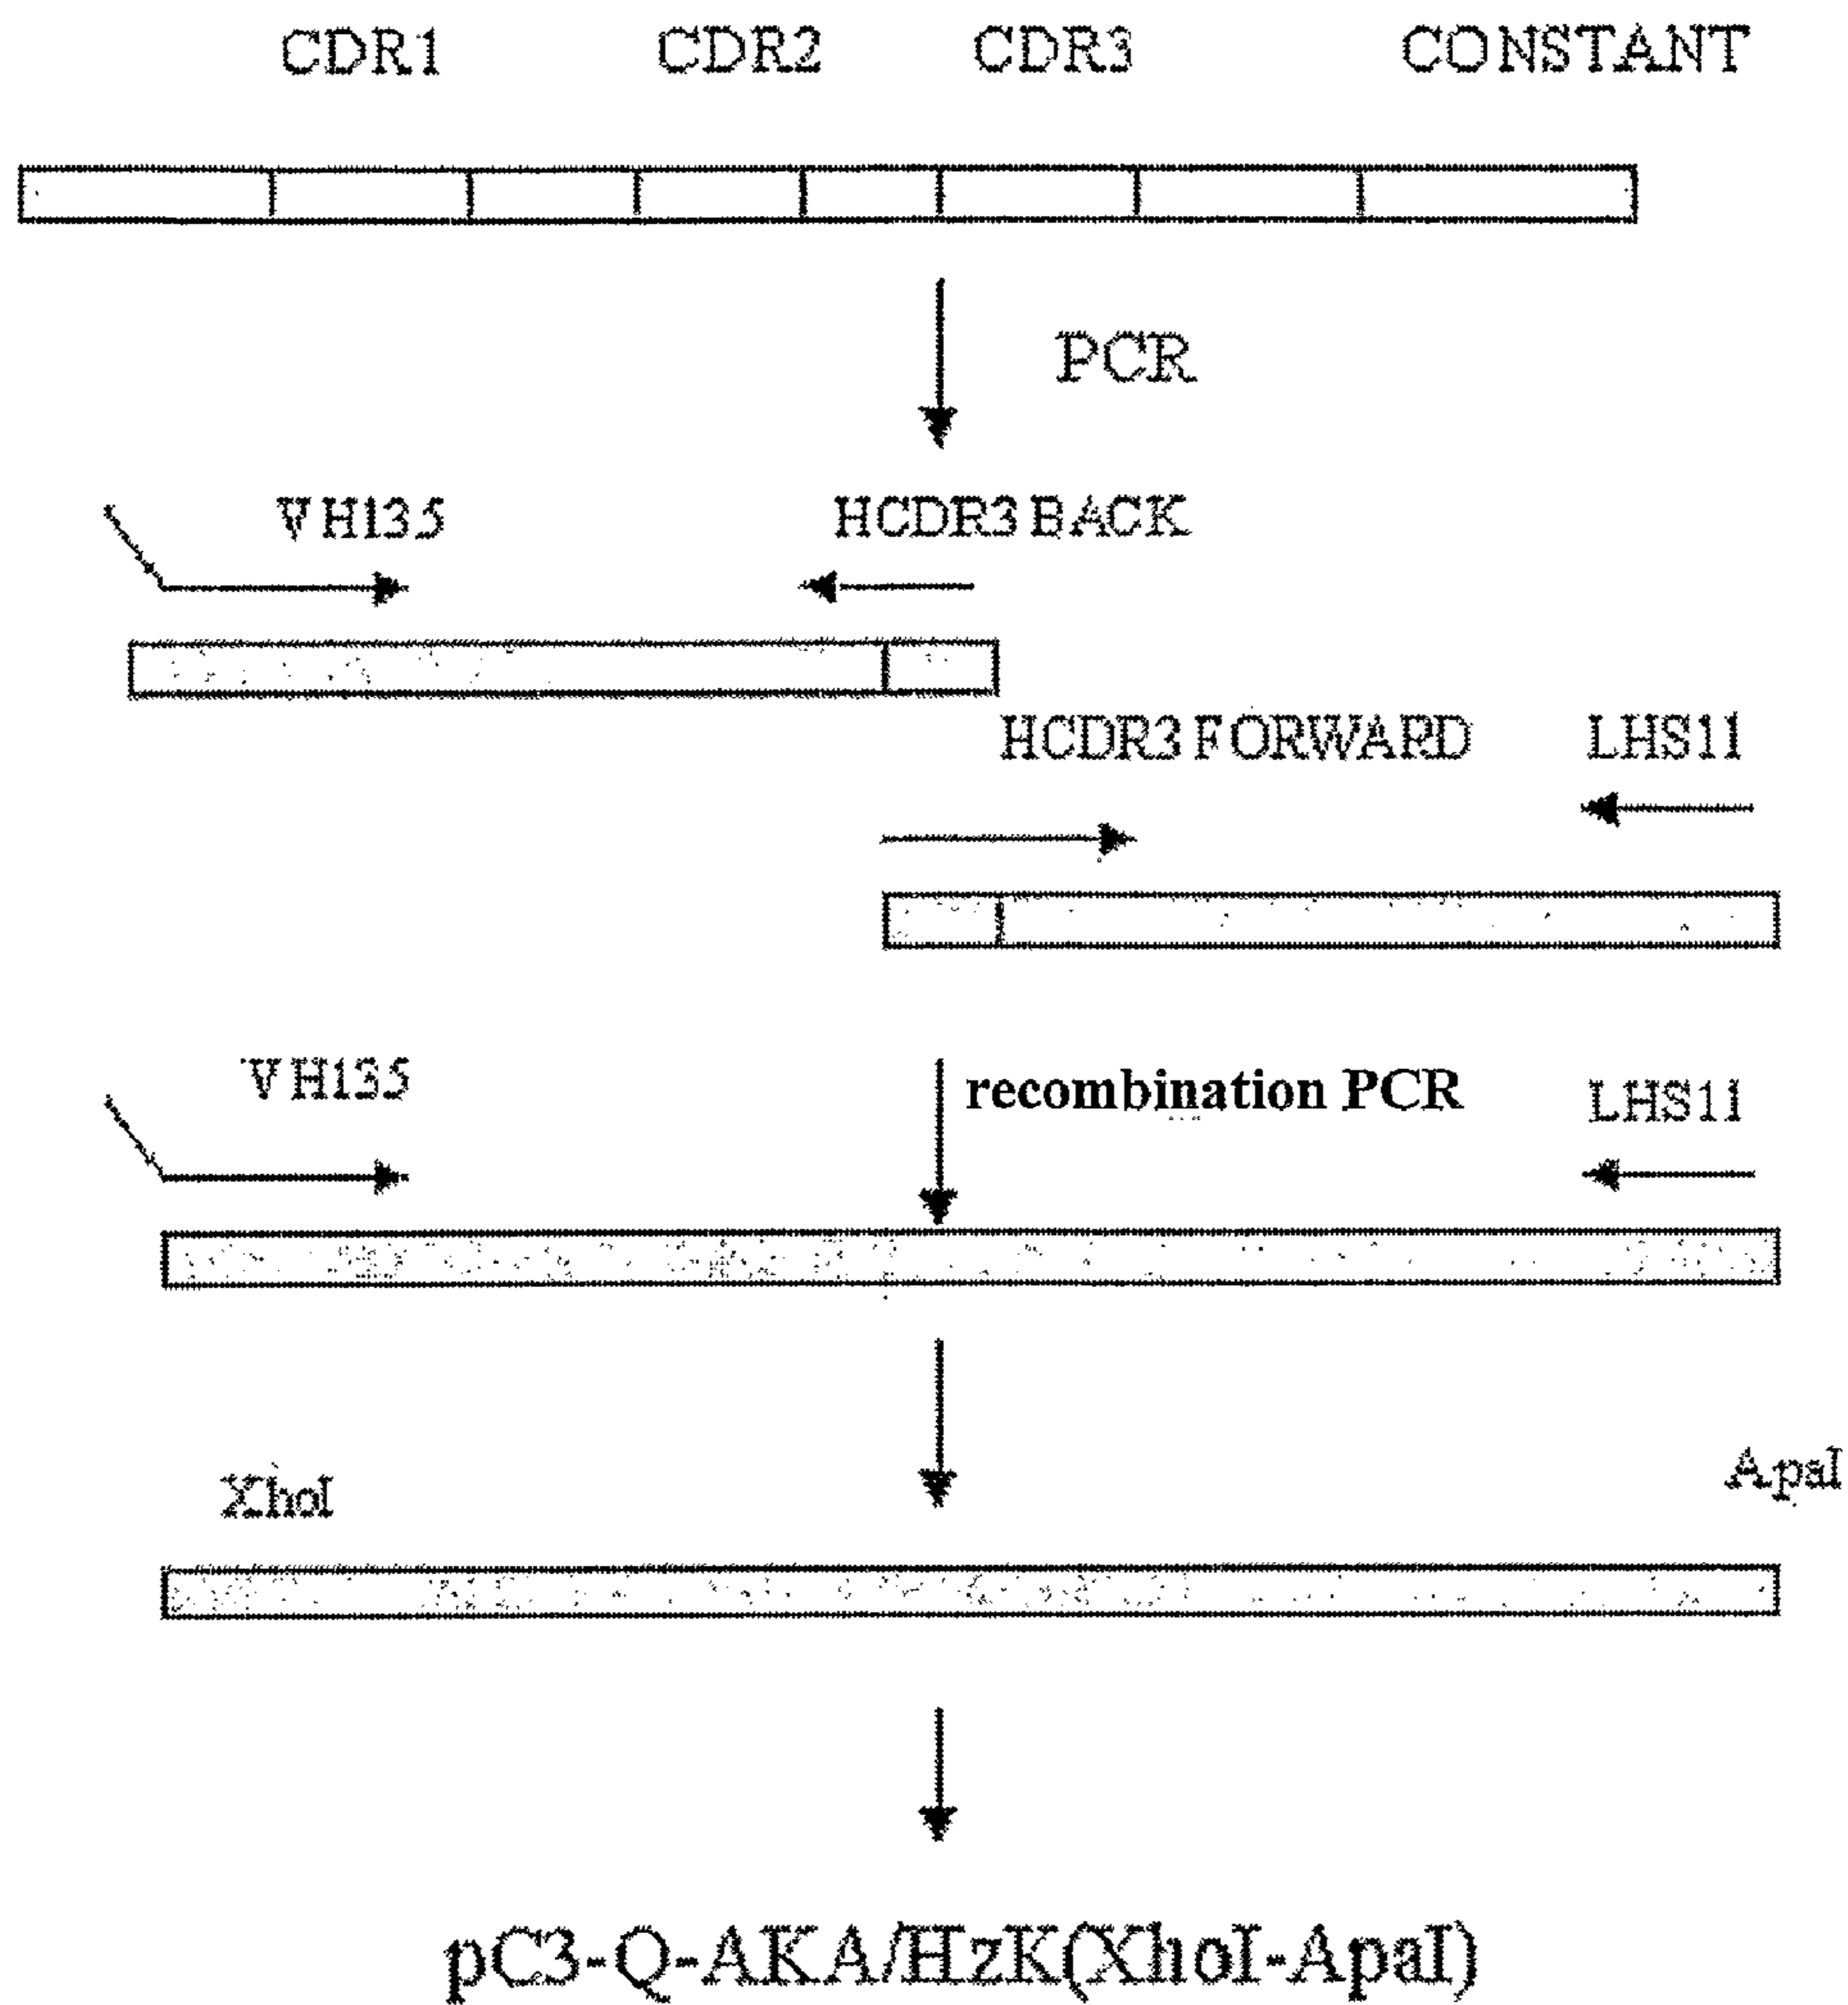 CDR1 CDR2 CDR3 CONSTANT
PCR
VH135 HCDR3 BACK
HCDR3 FORWARD LHS11
VH135 recombination PCR LHS11
XhoI ApaI
pC3-Q-AKA/HzK(XhoI-ApaI)